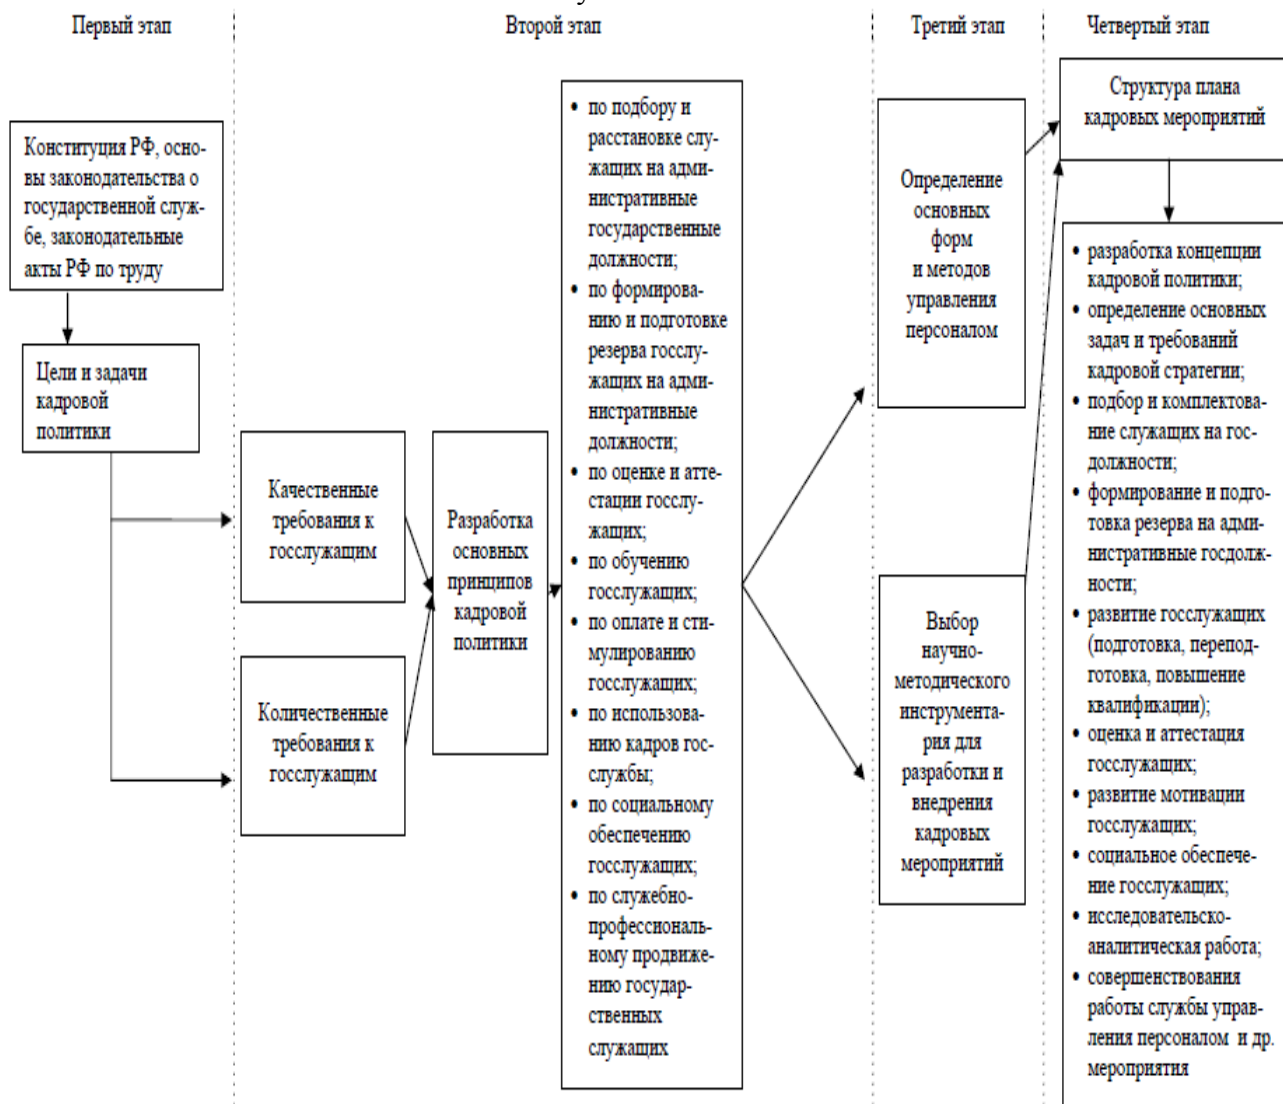 Первый этап
Второй этап
Третий этап
Четвертый этап
Конституция РФ, осно-
вы законодательства о
государственной служ-
бе, законодательные
акты РФ по труду
Цели и задачи
кадровой
политики
Качественные
требования к
госслужащим
Количественные
требования к
госслужащим
Разработка
основных
принципов
кадровой
политики
• по подбору и
расстановке слу-
жащих на адми-
нистративные
государственные
должности;
• по формирова-
нию и подготовке
резерва госслу-
жащих на адми-
нистративные
должности;
• по оценке и атте-
стации госслу-
жащих;
• по обучению
госслужащих;
• по оплате и сти-
мулированию
госслужащих;
• по использова-
нию кадров гос-
службы;
• по социальному
обеспечению
госслужащих;
• по служебно-
профессиональ-
ному продвиже-
нию государ-
ственных
служащих
Определение
основных
форм
и методов
управления
персоналом
Выбор
научно-
методического
инструмента-
рия для
разработки и
внедрения
кадровых
мероприятий
Структура плана
кадровых мероприятий
• разработка концепции
кадровой политики;
• определение основных
задач и требований
кадровой стратегии;
• подбор и комплектова-
ние служащих на гос-
должности;
• формирование и подго-
товка резерва на адми-
нистративные госдолж-
ности;
• развитие госслужащих
(подготовка, перепод-
готовка, повышение
квалификации);
• оценка и аттестация
госслужащих;
• развитие мотивации
госслужащих;
• социальное обеспече-
ние госслужащих;
• исследовательско-
аналитическая работа;
• совершенствования
работы службы управ-
ления персоналом и др.
мероприятия